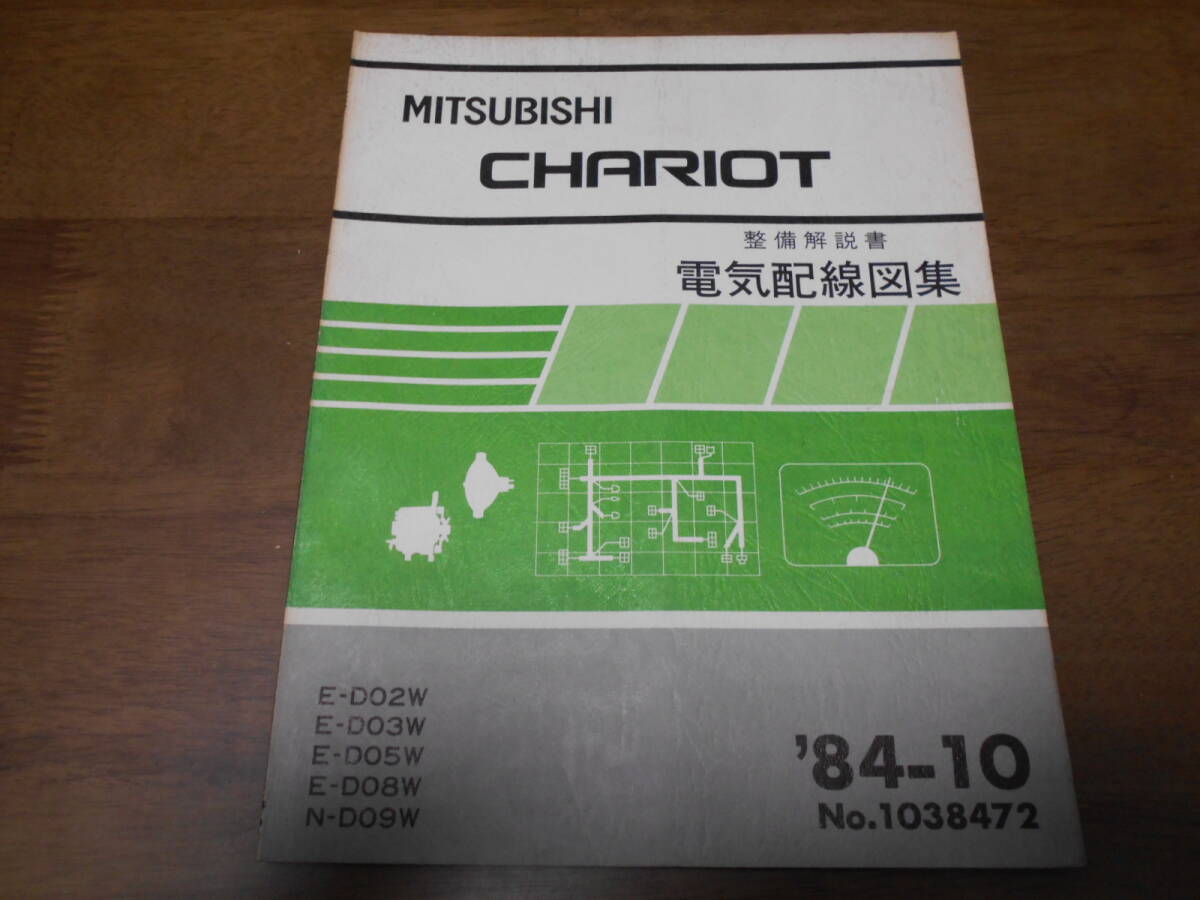 MITSUBISHI
CHARIOT
整備解説書
電気配線図集
E-D02W
E-D03W
E-D05W
E-D08W
N-D09W
'84-10
No.1038472